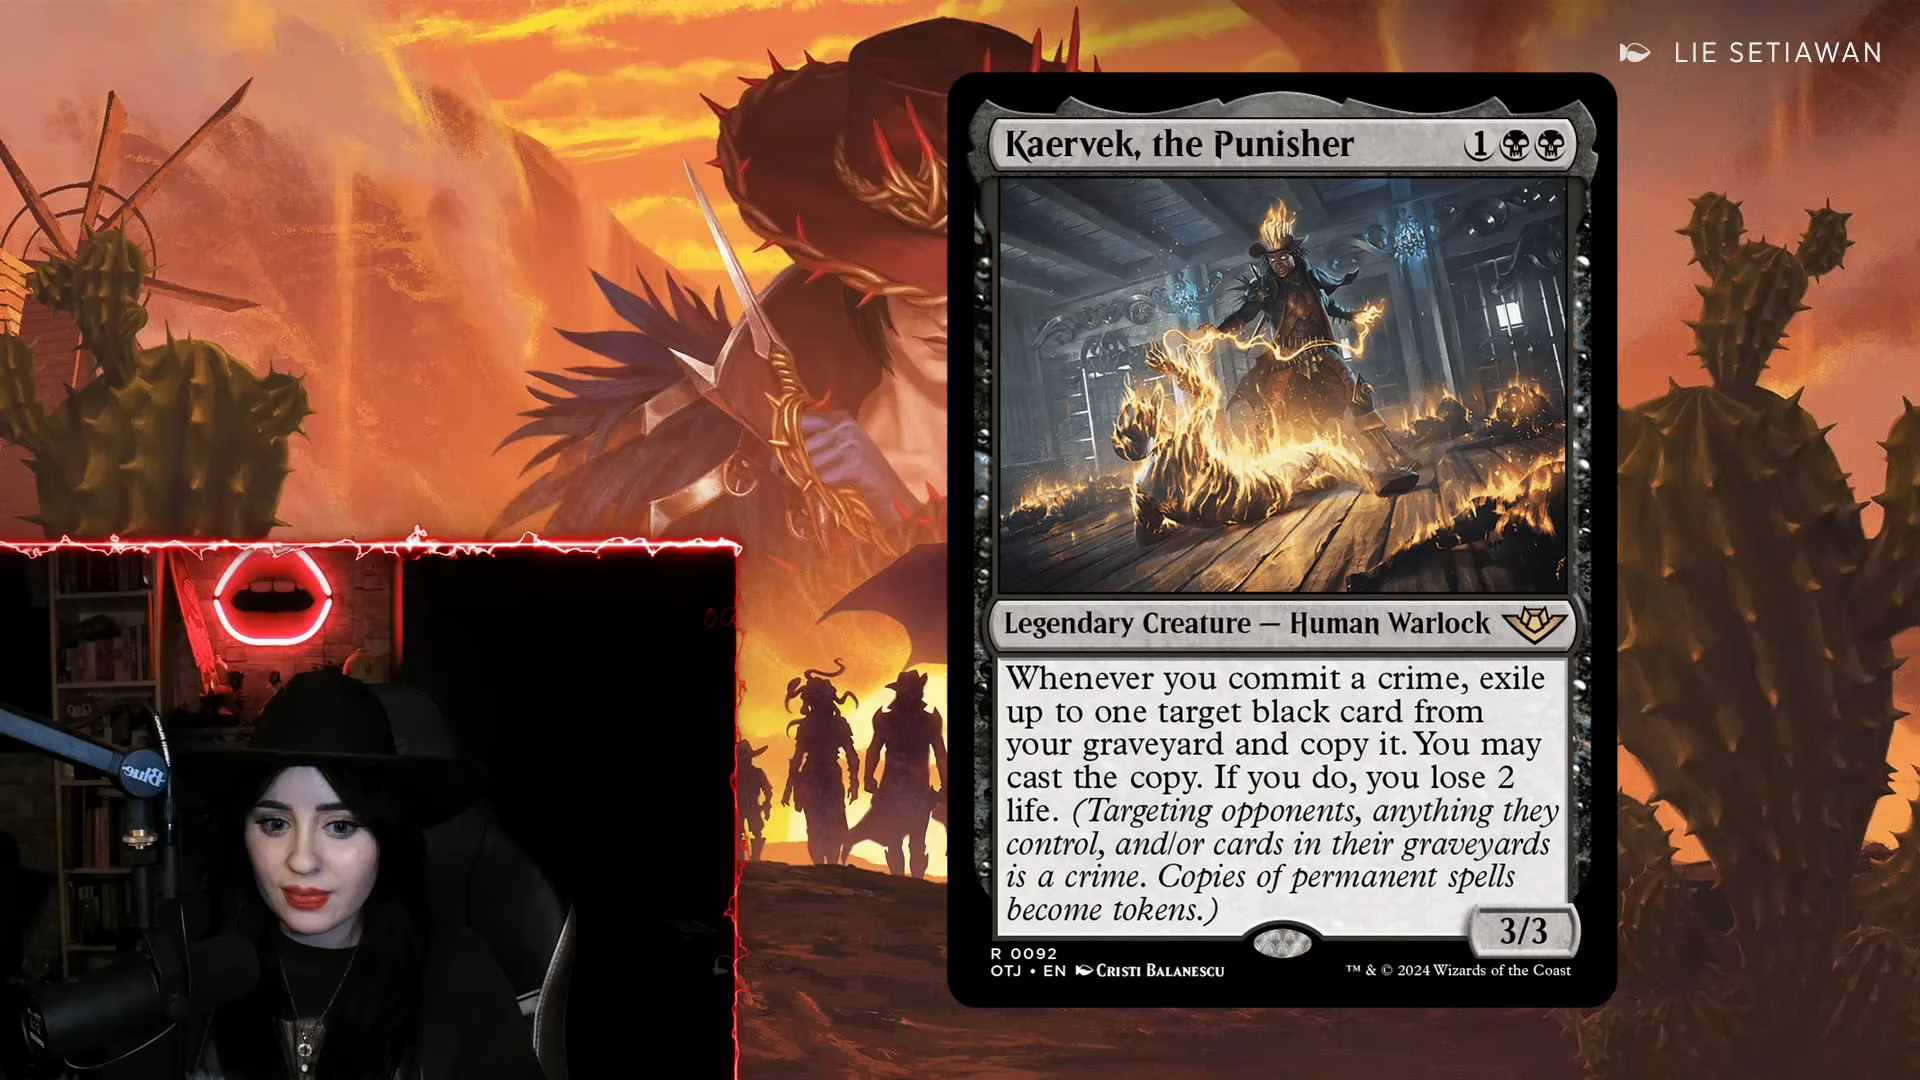 LIE SETIAWAN
Kaervek, the Punisher 1
Legendary Creature — Human Warlock
Whenever you commit a crime, exile
up to one target black card from
your graveyard and copy it. You may
cast the copy. If you do, you lose 2
life. (Targeting opponents, anything they
control, and/or cards in their graveyards
is a crime. Copies of permanent spells
become tokens.)
3/3
R 0092
OTJ • EN CRISTI BALANESCU
™ & © 2024 Wizards of the Coast
Blue